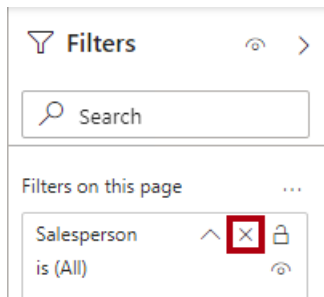 Filters
Search
Filters on this page
Salesperson
is (All)